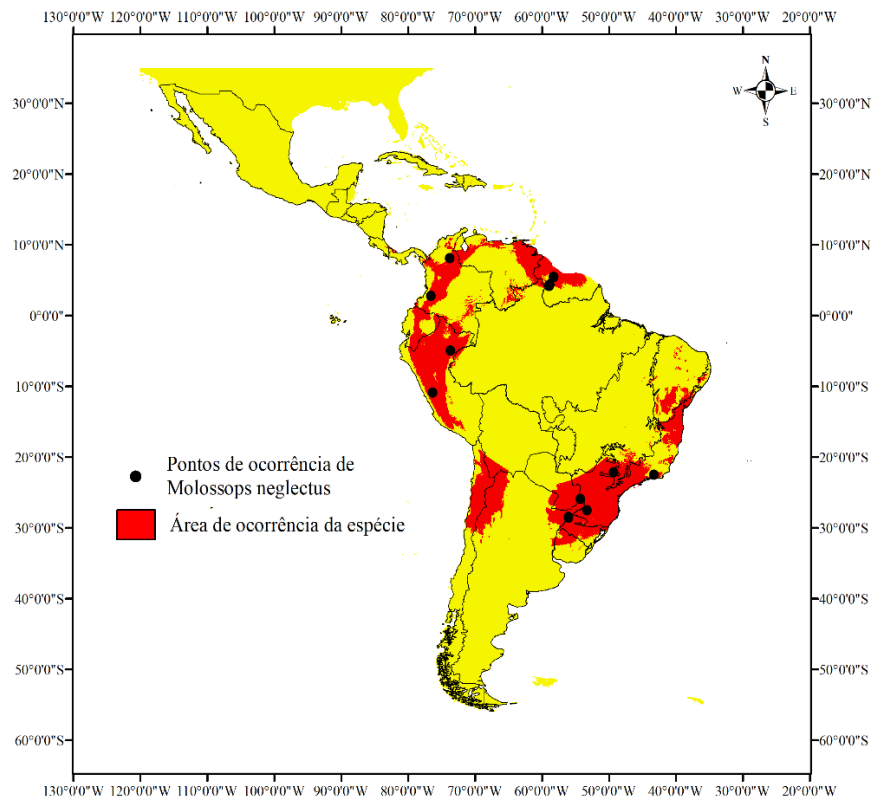 130°0'0"W 120°0'0"W 110°0'0"W 100°0'0"W 90°0'0"W 80°0'0"W 70°0'0"W 60°0'0"W 50°0'0"W 40°0'0"W 30°0'0"W 20°0'0"W
N
W E
S
30°0'0"N 30°0'0"N
20°0'0"N 20°0'0"N
10°0'0"N 10°0'0"N
0°0'0" 0°0'0"
10°0'0"S 10°0'0"S
20°0'0"S 20°0'0"S
Pontos de ocorrência de
Molossops neglectus
Área de ocorrência da espécie
30°0'0"S 30°0'0"S
40°0'0"S 40°0'0"S
50°0'0"S 50°0'0"S
60°0'0"S 60°0'0"S
130°0'0"W 120°0'0"W 110°0'0"W 100°0'0"W 90°0'0"W 80°0'0"W 70°0'0"W 60°0'0"W 50°0'0"W 40°0'0"W 30°0'0"W 20°0'0"W